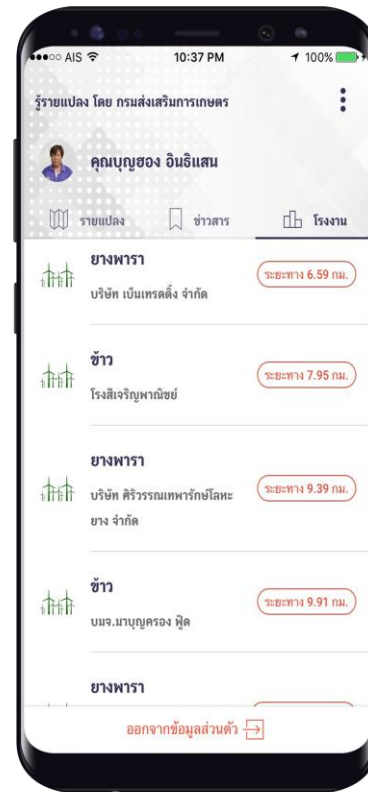 ●●●○○ AIS 10:37 PM 100%
รู้รายแปลง โดย กรมส่งเสริมการเกษตร
คุณบุญฮอง อินธิแสน
รายแปลง ข่าวสาร โรงงาน
ยางพารา
บริษัท เบ็นเทรดดิ้ง จำกัด
ระยะทาง 6.59 กม.
ข้าว
โรงสีเจริญพาณิชย์
ระยะทาง 7.95 กม.
ยางพารา
บริษัท ศิริวรรณเทพารักษ์โลหะ
ยาง จำกัด
ระยะทาง 9.39 กม.
ข้าว
บมจ.มาบุญครอง ฟู้ด
ระยะทาง 9.91 กม.
ยางพารา
ออกจากข้อมูลส่วนตัว